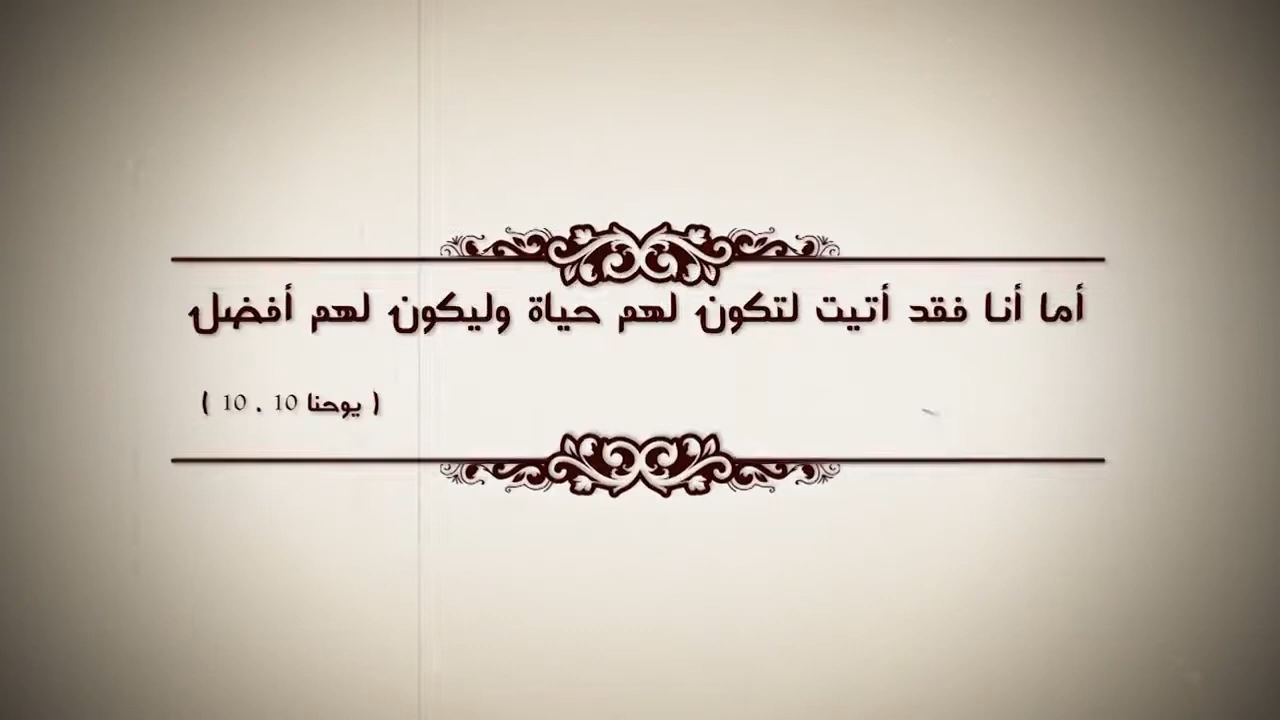 أما أنا فقد أتيت لتكون لهم حياة وليكون لهم أفضل
( يوحنا 10 . 10 )